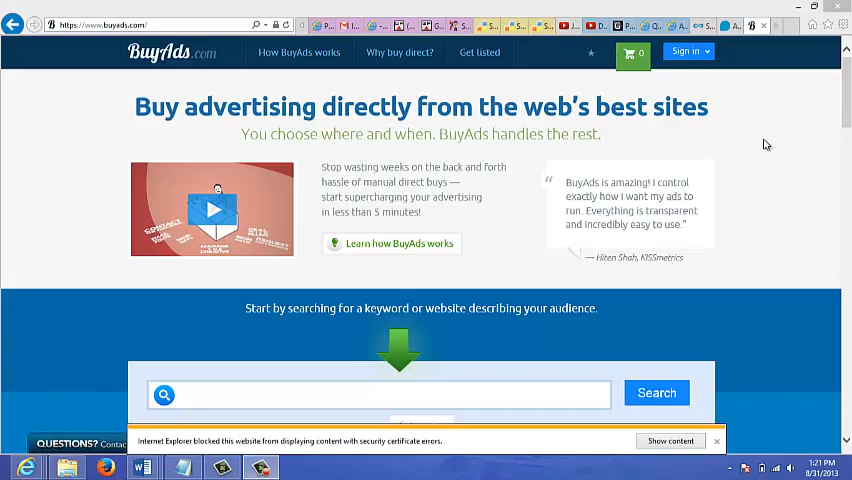 https://www.buyads.com/
BuyAds.com
How BuyAds works
Why buy direct?
Get listed
0
Sign in
Buy advertising directly from the web's best sites
You choose where and when. BuyAds handles the rest.
Stop wasting weeks on the back and forth
hassle of manual direct buys —
start supercharging your advertising
in less than 5 minutes!
Learn how BuyAds works
“ BuyAds is amazing! I control
exactly how I want my ads to
run. Everything is transparent
and incredibly easy to use.”
— Hiten Shah, KISSmetrics
Start by searching for a keyword or website describing your audience.
Search
QUESTIONS? Contac
Internet Explorer blocked this website from displaying content with security certificate errors.
Show content
1:21 PM
8/31/2013